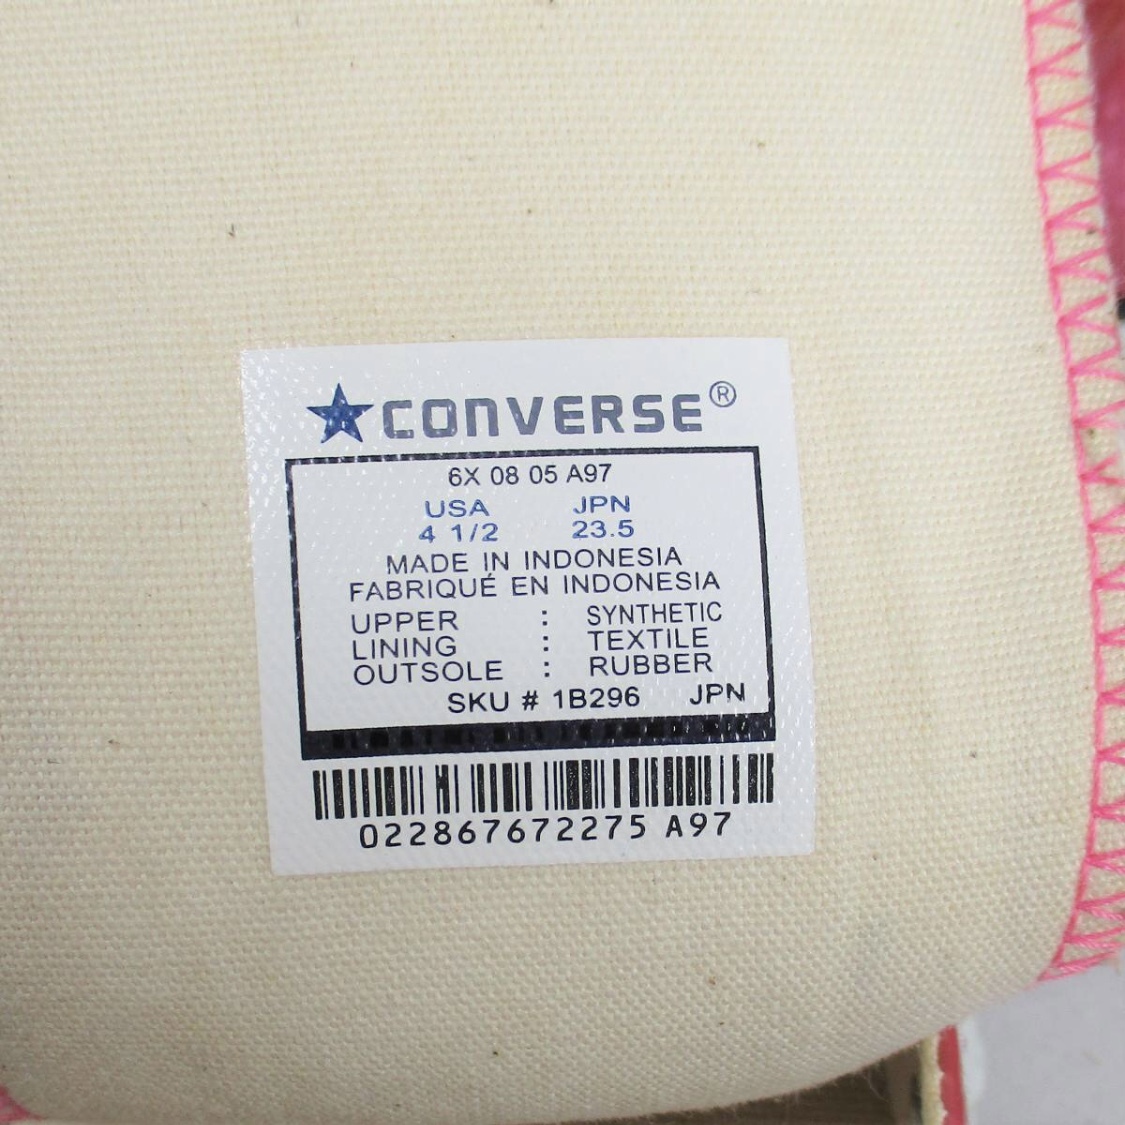 CONVERSE®
6X 08 05 A97
USA JPN
4 1/2 23.5
MADE IN INDONESIA
FABRIQUÉ EN INDONESIA
UPPER : SYNTHETIC
LINING : TEXTILE
OUTSOLE : RUBBER
SKU # 1B296 JPN
022867672275 A97